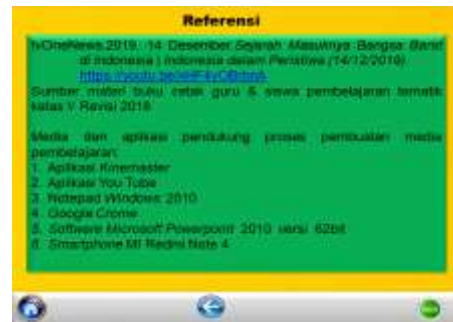 Referensi
tvOneNews.2019. 14 Desember Sejarah Masuknya Bangsa Barat
di Indonesia | Indonesia dalam Peristiwa (14/12/2019)
Sumber materi buku cetak guru & siswa pembelajaran tematik
kelas V Revisi 2018
Media dan aplikasi pendukung proses pembuatan media
pembelajaran:
1. Aplikasi Kinemaster
2. Aplikasi You Tube
3. Notepad Windows 2010
4. Google Crome
5. Software Microsoft Powerpoint 2010 versi 62bit
6. Smartphone MI Redmi Note 4